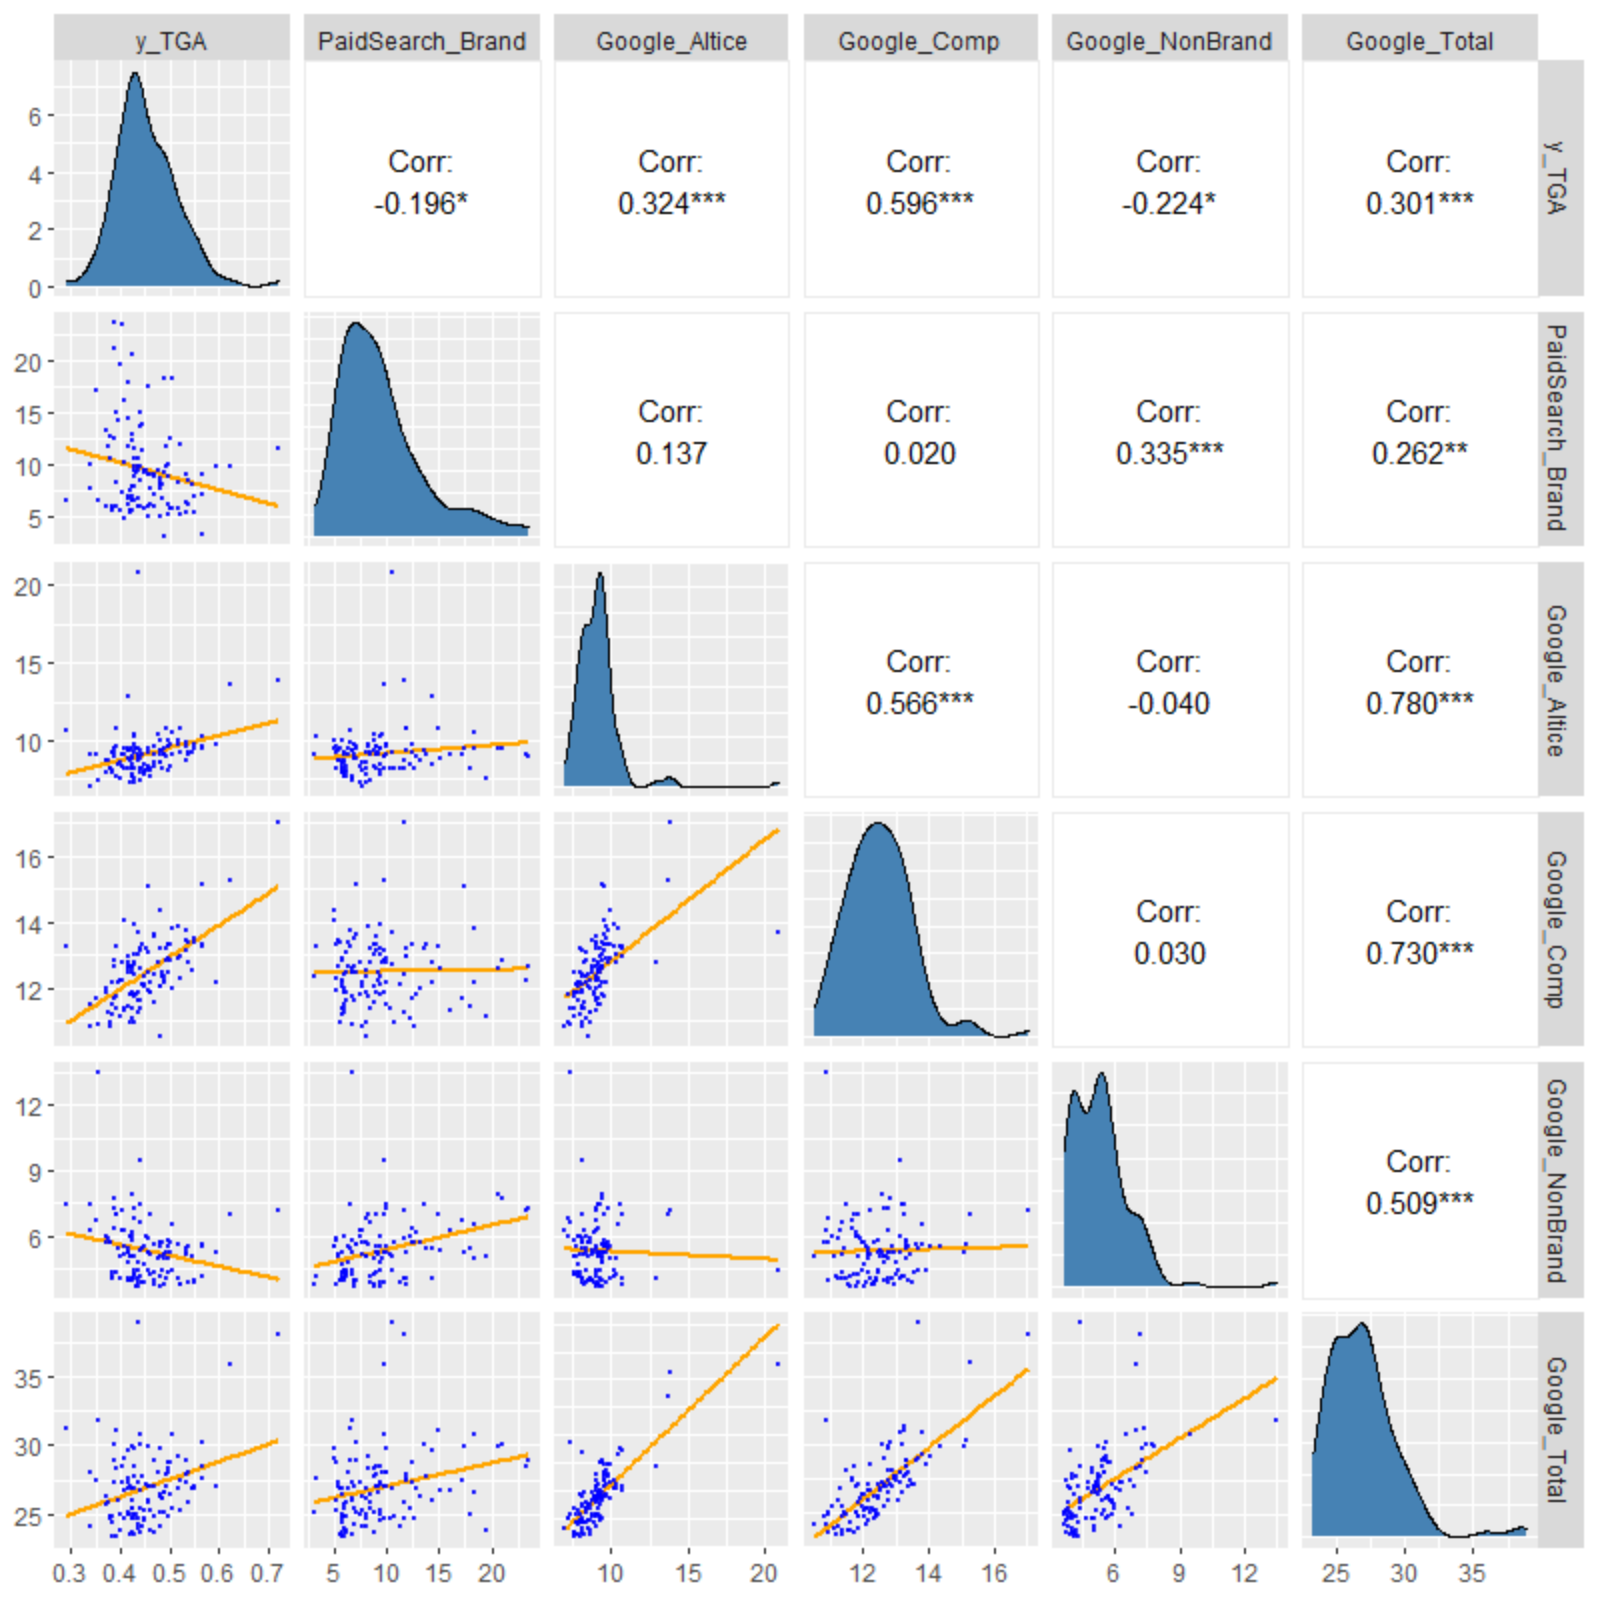 y_TGA
PaidSearch_Brand
Google_Altice
Google_Comp
Google_NonBrand
Google_Total
6
4
2
0
Corr:
-0.196*
Corr:
0.324***
Corr:
0.596***
Corr:
-0.224*
Corr:
0.301***
y_TGA
20
15
10
5
Corr:
0.137
Corr:
0.020
Corr:
0.335***
Corr:
0.262**
PaidSearch_Brand
20
15
10
Corr:
0.566***
Corr:
-0.040
Corr:
0.780***
Google_Altice
16
14
12
Corr:
0.030
Corr:
0.730***
Google_Comp
12
9
6
Corr:
0.509***
Google_NonBrand
35
30
25
Google_Total
0.3 0.4 0.5 0.6 0.7
5 10 15 20
10 15 20
12 14 16
6 9 12
25 30 35